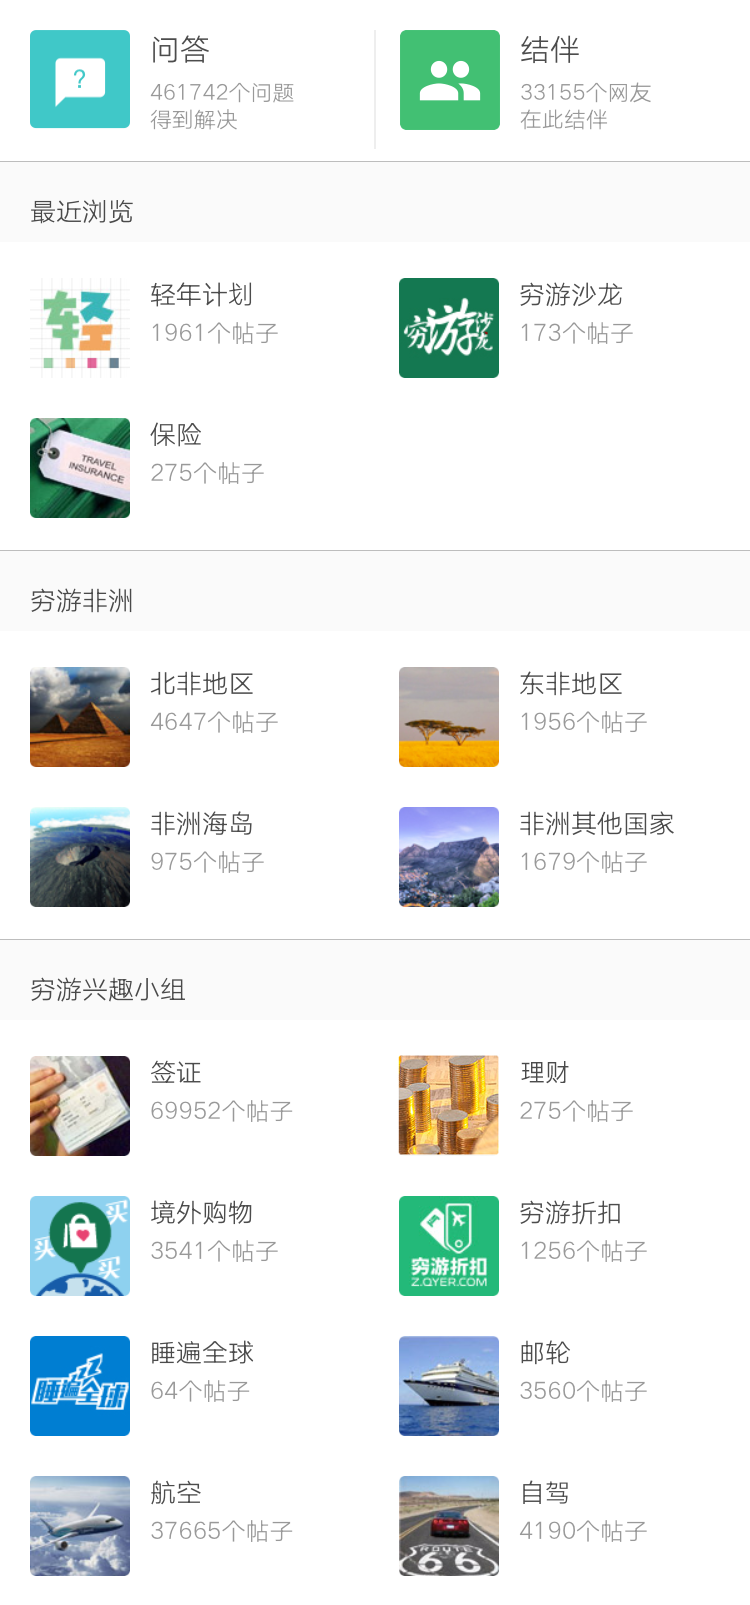 ?
问答
461742个问题
得到解决
结伴
33155个网友
在此结伴
最近浏览
轻
轻年计划
1961个帖子
穷游沙龙
穷游沙龙
173个帖子
TRAVEL
INSURANCE
保险
275个帖子
穷游非洲
北非地区
4647个帖子
东非地区
1956个帖子
非洲海岛
975个帖子
非洲其他国家
1679个帖子
穷游兴趣小组
签证
69952个帖子
理财
275个帖子
买
买
买
境外购物
3541个帖子
穷游折扣
Z.QYER.COM
穷游折扣
1256个帖子
睡遍全球
ZZZ
睡遍全球
64个帖子
邮轮
3560个帖子
航空
37665个帖子
ROUTE
66
自驾
4190个帖子